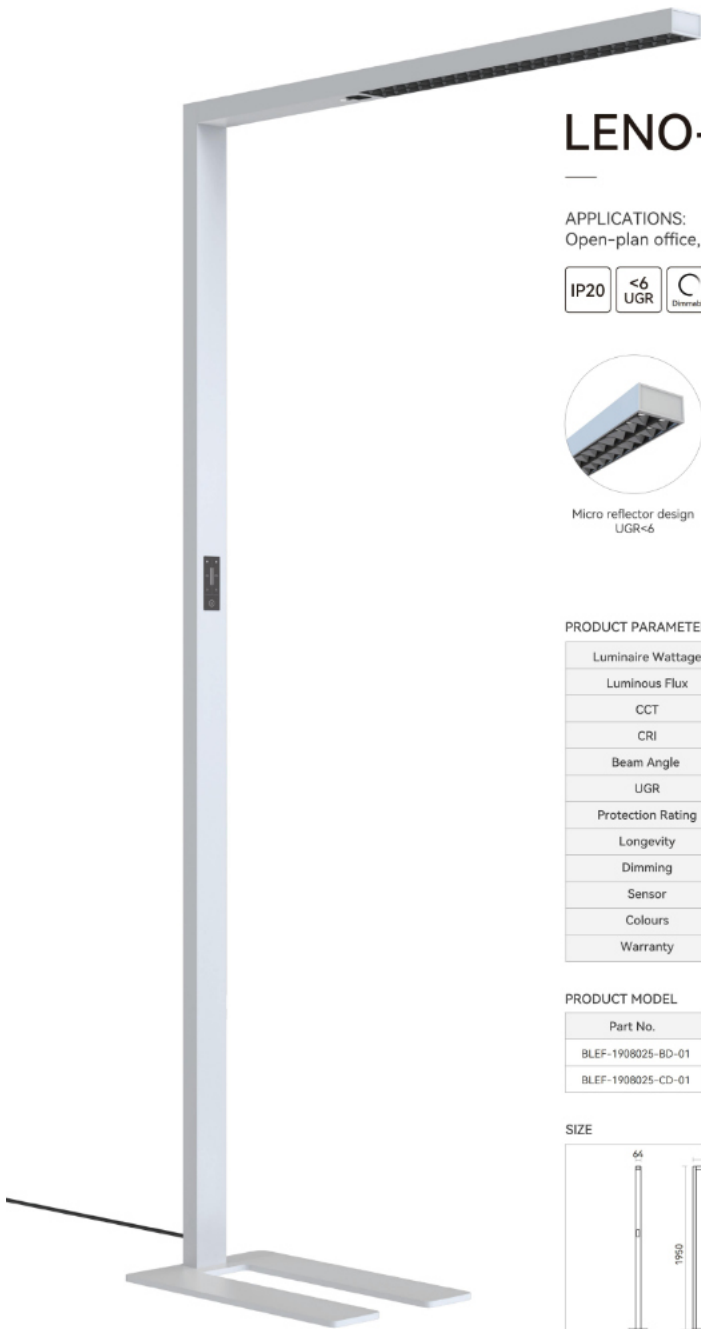 LENO-
APPLICATIONS:
Open-plan office,
IP20
<6
UGR
Micro reflector design
UGR<6
PRODUCT PARAMETE
Luminaire Wattage
Luminous Flux
CCT
CRI
Beam Angle
UGR
Protection Rating
Longevity
Dimming
Sensor
Colours
Warranty
PRODUCT MODEL
Part No.
BLEF-1908025-BD-01
BLEF-1908025-CD-01
SIZE
64
1950